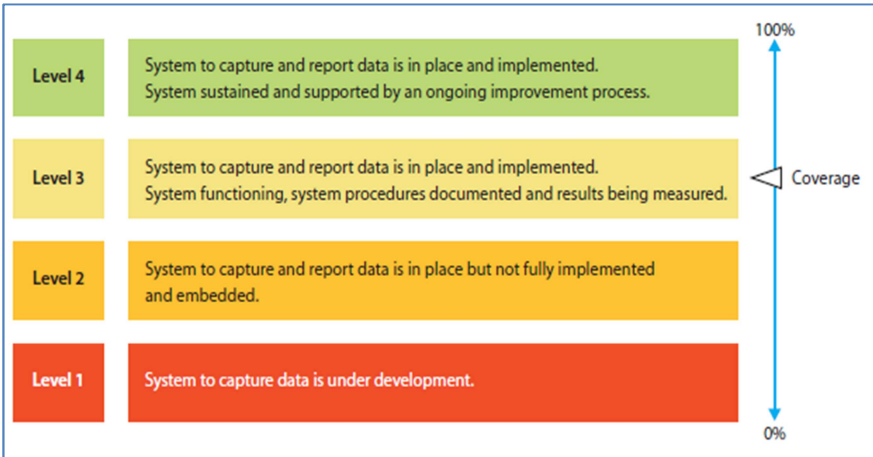 100%
Level 4
System to capture and report data is in place and implemented.
System sustained and supported by an ongoing improvement process.
Level 3
System to capture and report data is in place and implemented.
System functioning, system procedures documented and results being measured.
Coverage
Level 2
System to capture and report data is in place but not fully implemented
and embedded.
Level 1
System to capture data is under development.
0%